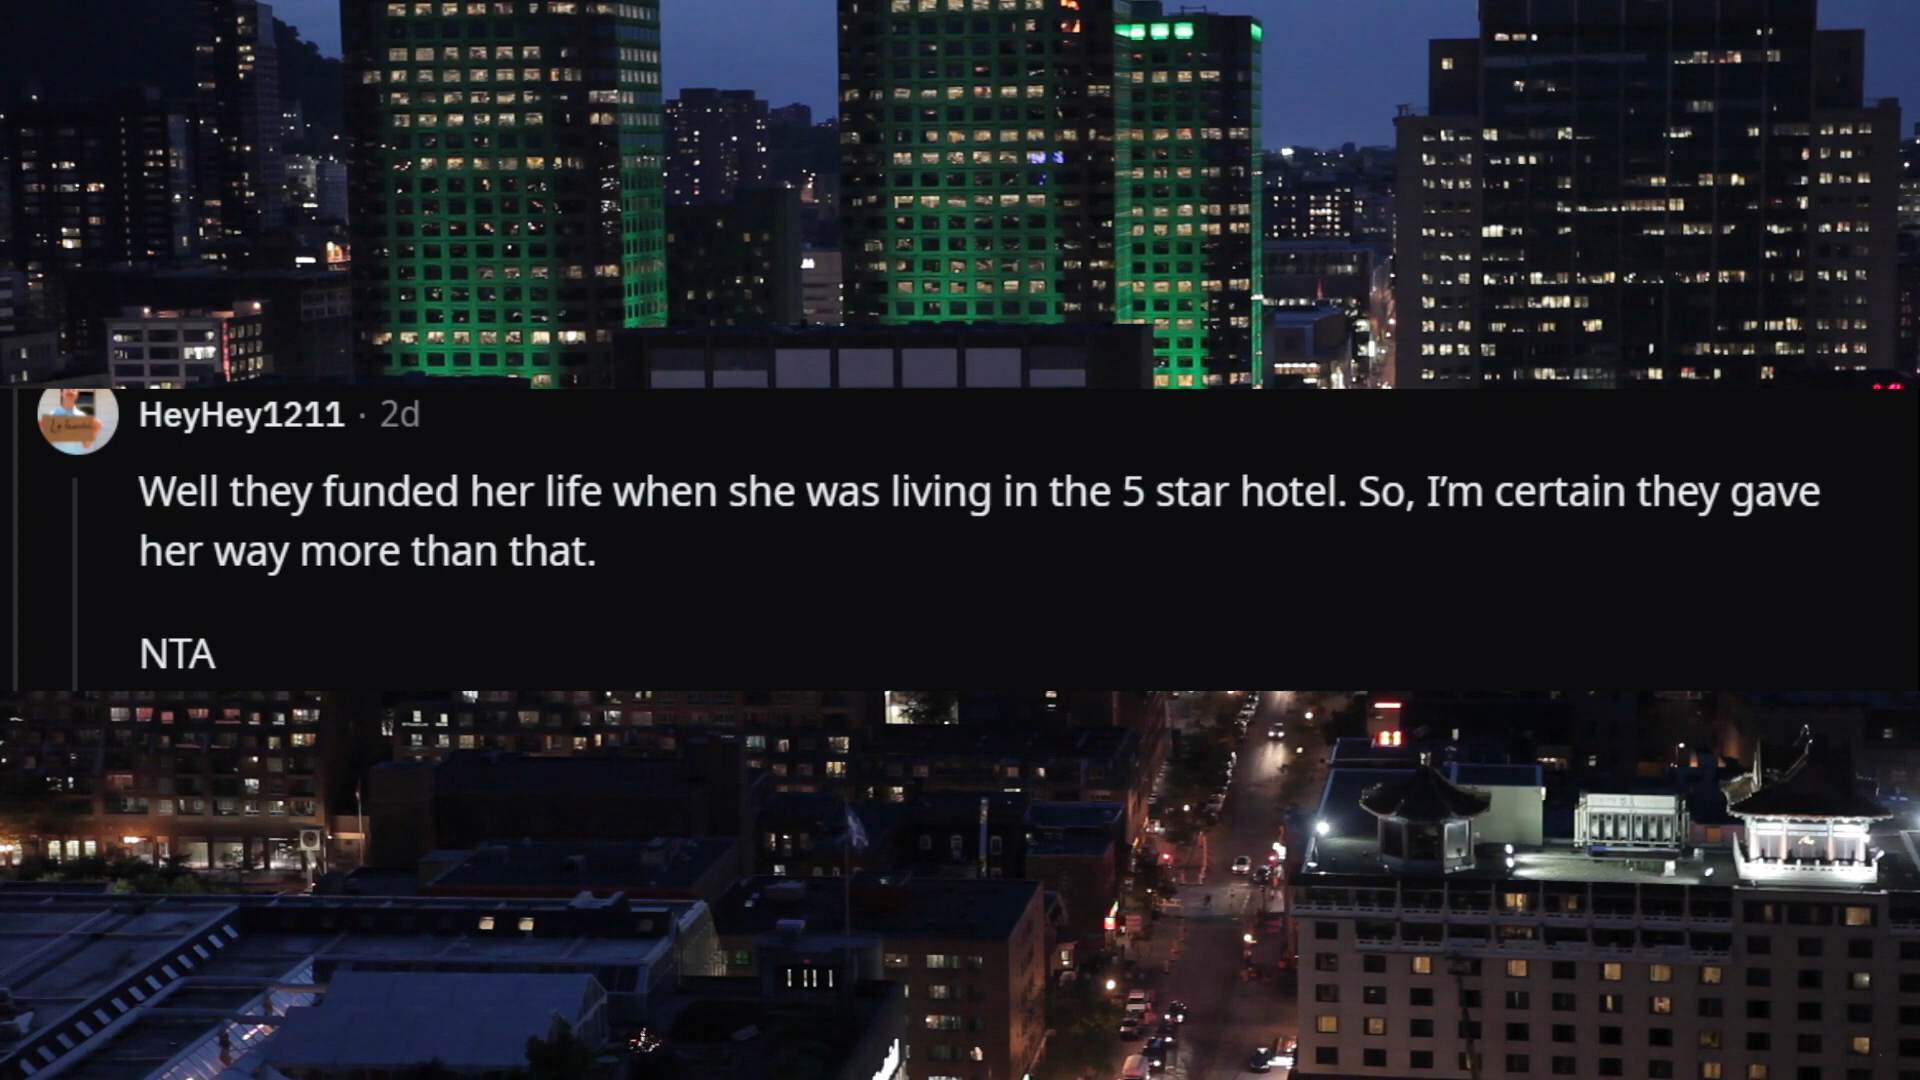 HeyHey1211 · 2d
Well they funded her life when she was living in the 5 star hotel. So, I’m certain they gave
her way more than that.
NTA